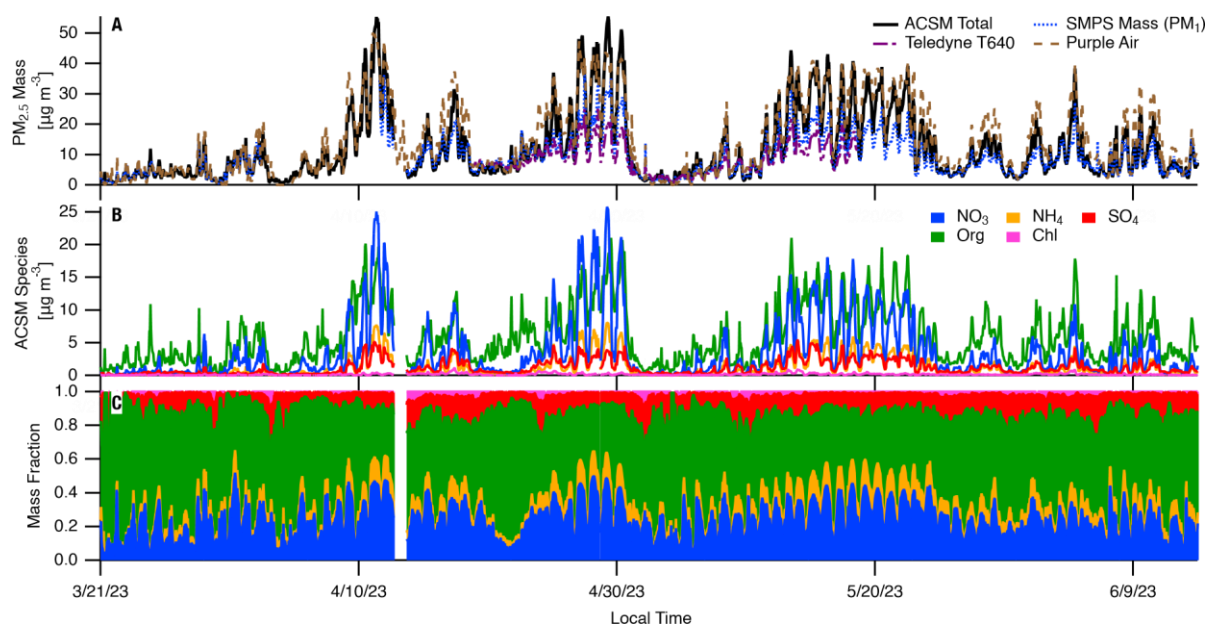 A
ACSM Total
SMPS Mass (PM1)
Teledyne T640
Purple Air
PM2.5 Mass
[µg m-3]
50
40
30
20
10
0
B
NO3
NH4
SO4
Org
Chl
ACSM Species
[µg m-3]
25
20
15
10
5
0
C
Mass Fraction
1.0
0.8
0.6
0.4
0.2
0.0
3/21/23
4/10/23
4/30/23
5/20/23
6/9/23
Local Time